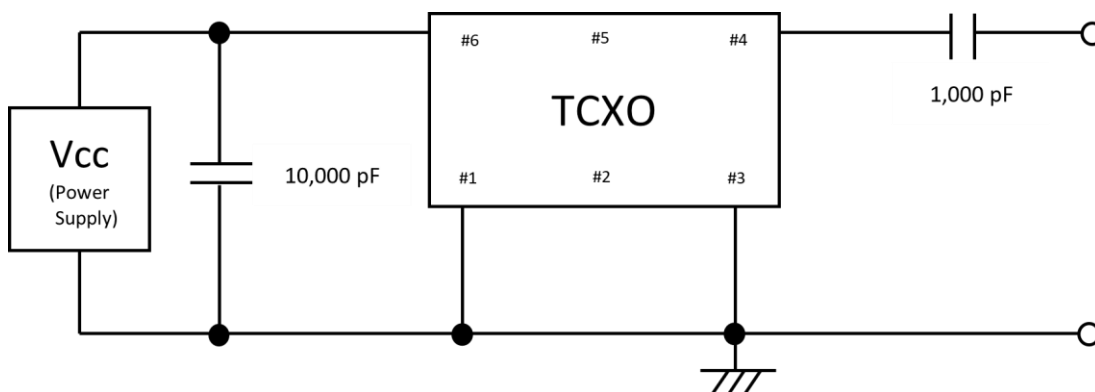 #6
#5
#4
TCXO
1,000 pF
Vcc
(Power
Supply)
10,000 pF
#1
#2
#3